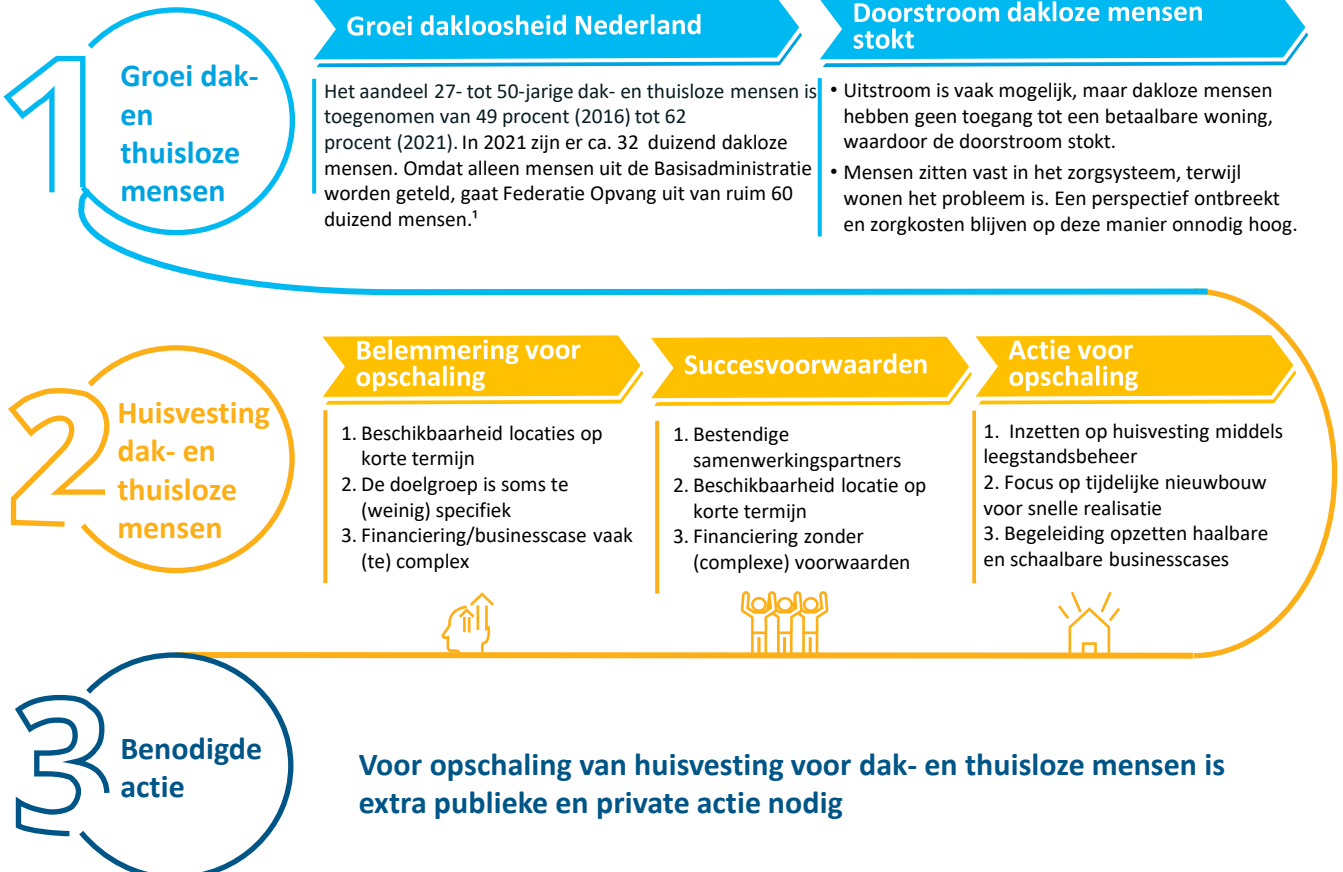 1
Groei dak-
en
thuisloze
mensen
Groei dakloosheid Nederland
Het aandeel 27- tot 50-jarige dak- en thuisloze mensen is
toegenomen van 49 procent (2016) tot 62
procent (2021). In 2021 zijn er ca. 32 duizend dakloze
mensen. Omdat alleen mensen uit de Basisadministratie
worden geteld, gaat Federatie Opvang uit van ruim 60
duizend mensen.¹
Doorstroom dakloze mensen
stokt
• Uitstroom is vaak mogelijk, maar dakloze mensen
hebben geen toegang tot een betaalbare woning,
waardoor de doorstroom stokt.
• Mensen zitten vast in het zorgsysteem, terwijl
wonen het probleem is. Een perspectief ontbreekt
en zorgkosten blijven op deze manier onnodig hoog.
2
Huisvesting
dak- en
thuisloze
mensen
Belemmering voor
opschaling
1. Beschikbaarheid locaties op
korte termijn
2. De doelgroep is soms te
(weinig) specifiek
3. Financiering/businesscase vaak
(te) complex
Succesvoorwaarden
1. Bestendige
samenwerkingspartners
2. Beschikbaarheid locatie op
korte termijn
3. Financiering zonder
(complexe) voorwaarden
Actie voor
opschaling
1. Inzetten op huisvesting middels
leegstandsbeheer
2. Focus op tijdelijke nieuwbouw
voor snelle realisatie
3. Begeleiding opzetten haalbare
en schaalbare businesscases
3
Benodigde
actie
Voor opschaling van huisvesting voor dak- en thuisloze mensen is
extra publieke en private actie nodig